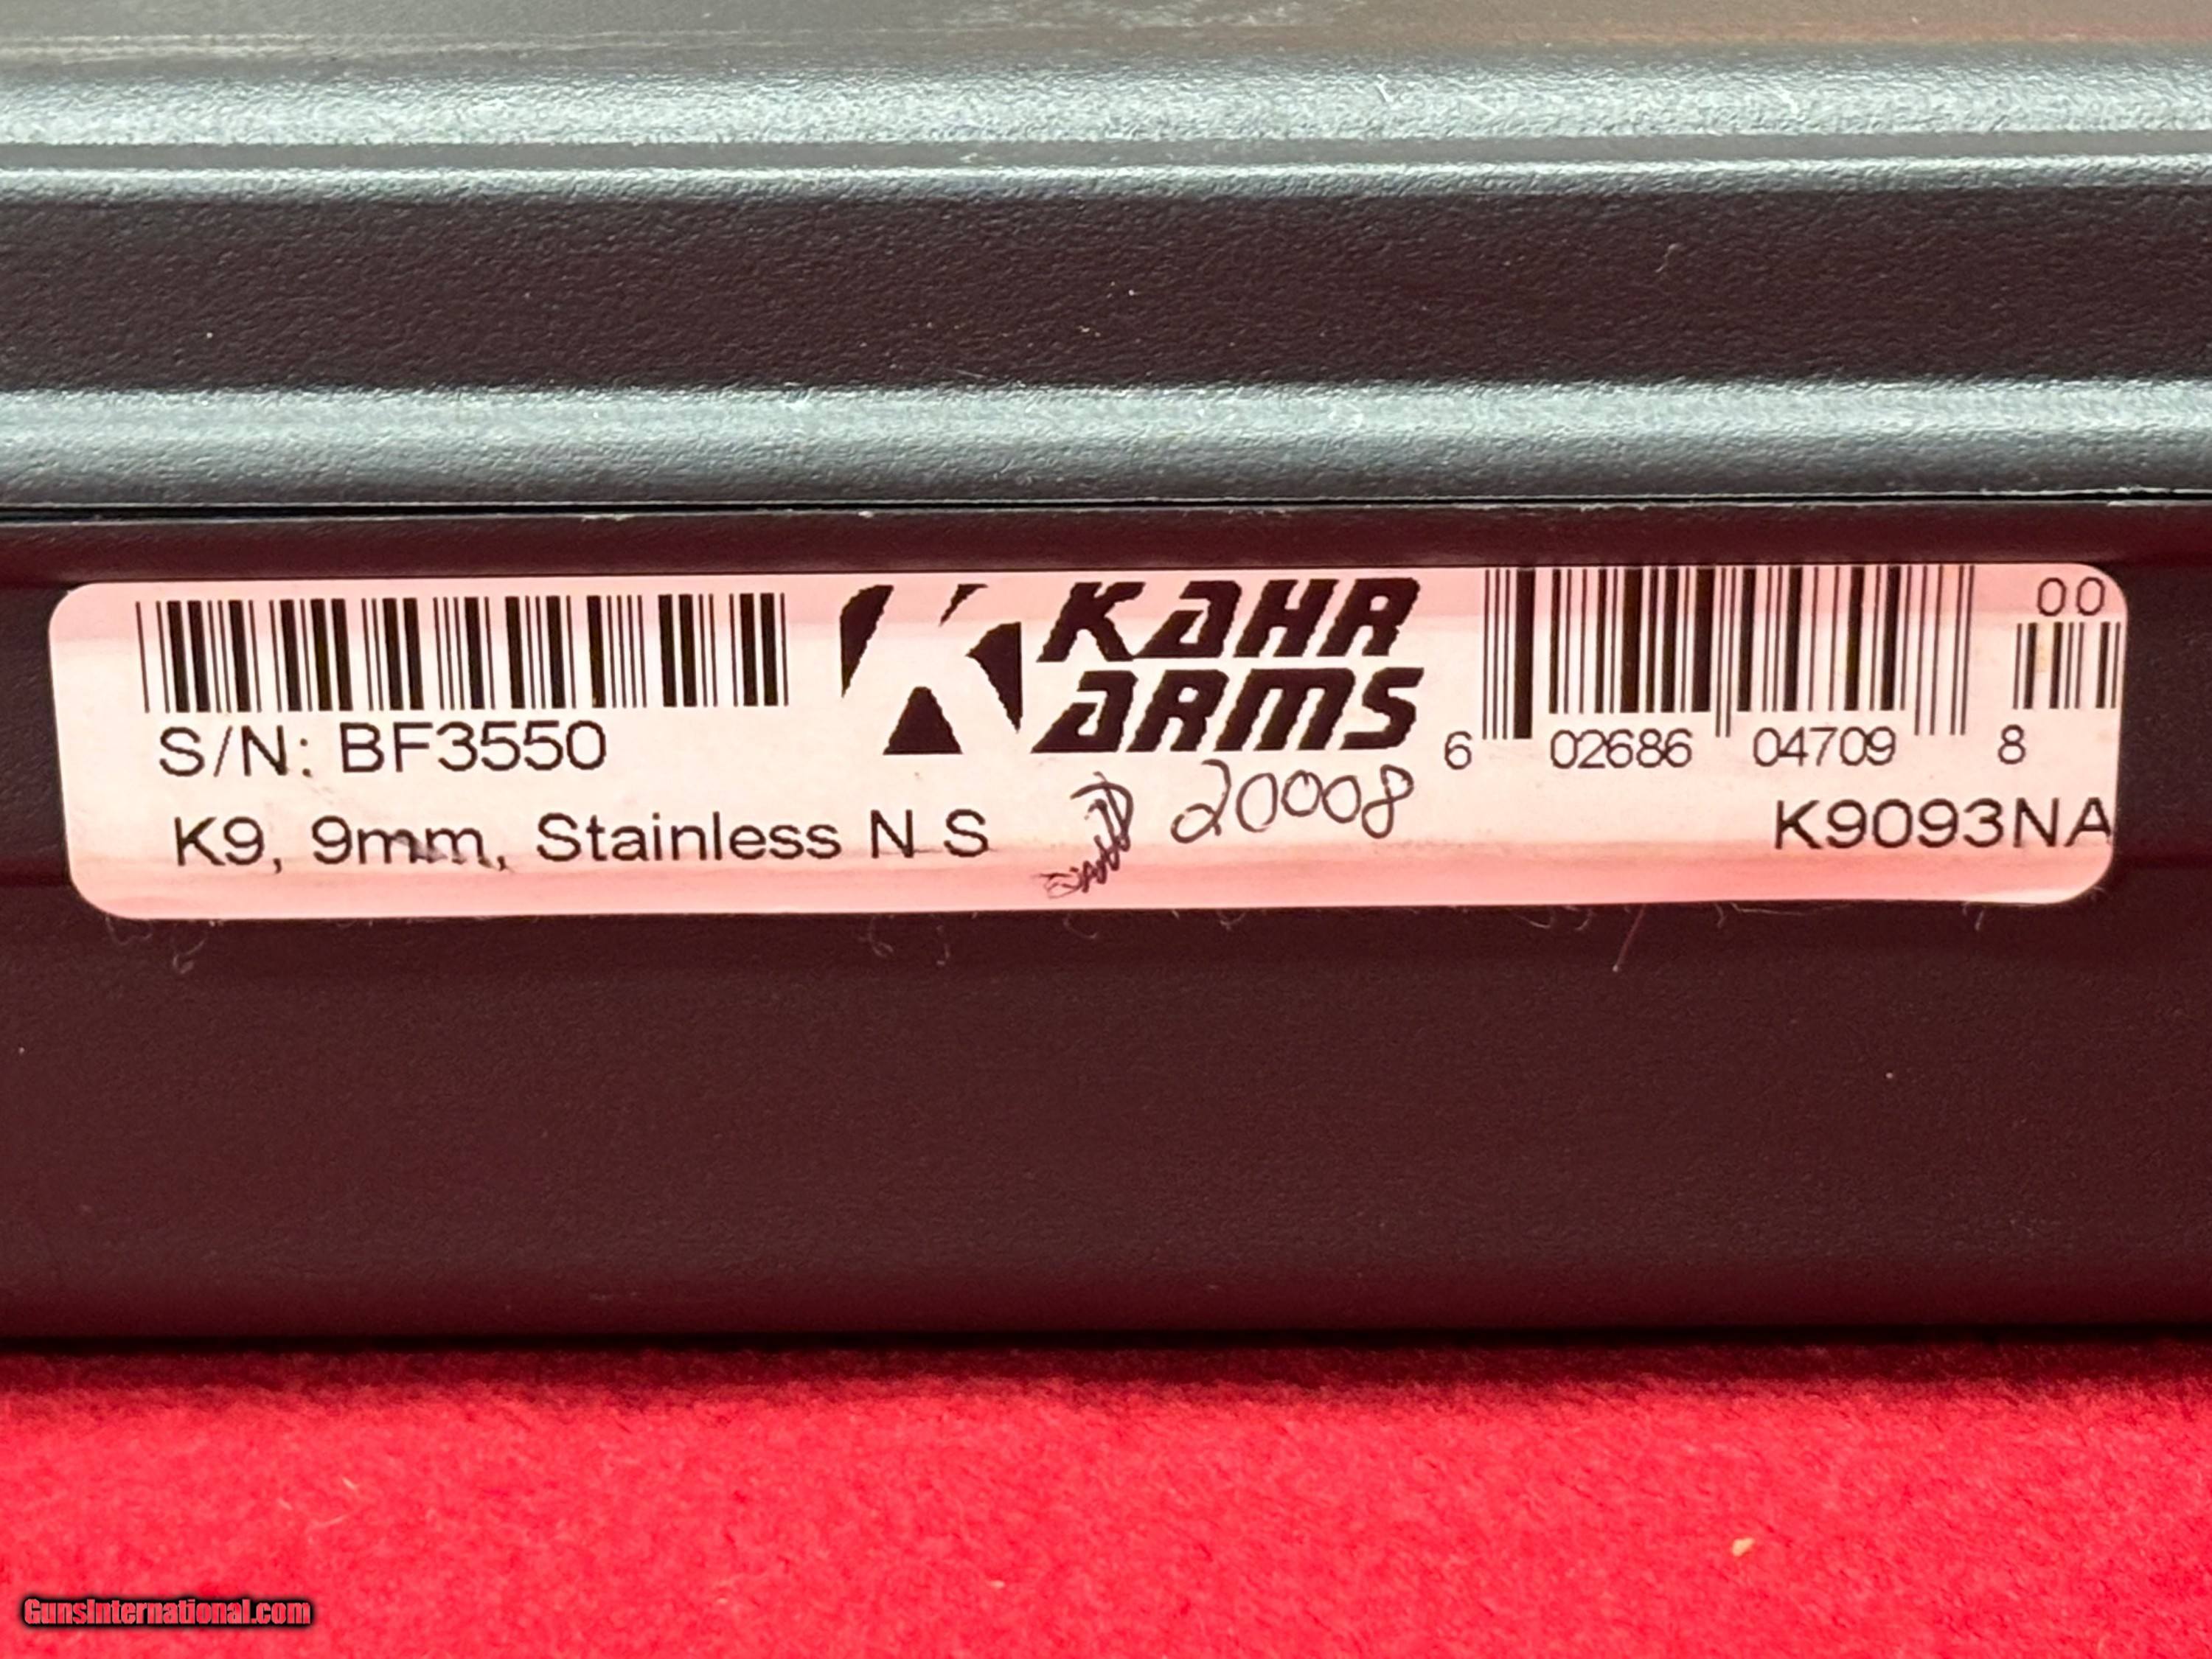 KAHR
ARMS
S/N: BF3550
K9, 9mm, Stainless N S
20008
00
6 02686 04709 8
K9093NA
GunsInternational.com